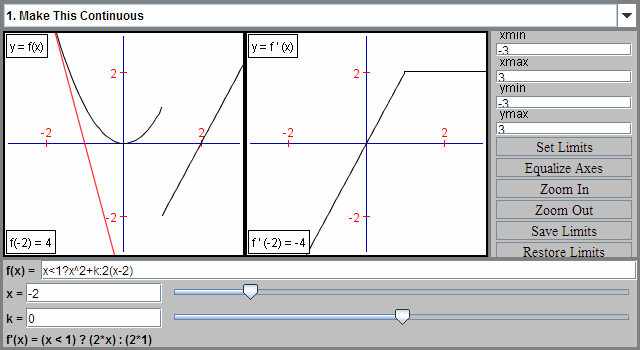 1. Make This Continuous
y = f(x)
2
-2
2
-2
f(-2) = 4
y = f ' (x)
2
-2
2
-2
f ' (-2) = -4
xmin
-3
xmax
3
ymin
-3
ymax
3
Set Limits
Equalize Axes
Zoom In
Zoom Out
Save Limits
Restore Limits
f(x) = x<1?x^2+k:2(x-2)
x = -2
k = 0
f'(x) = (x < 1) ? (2*x) : (2*1)